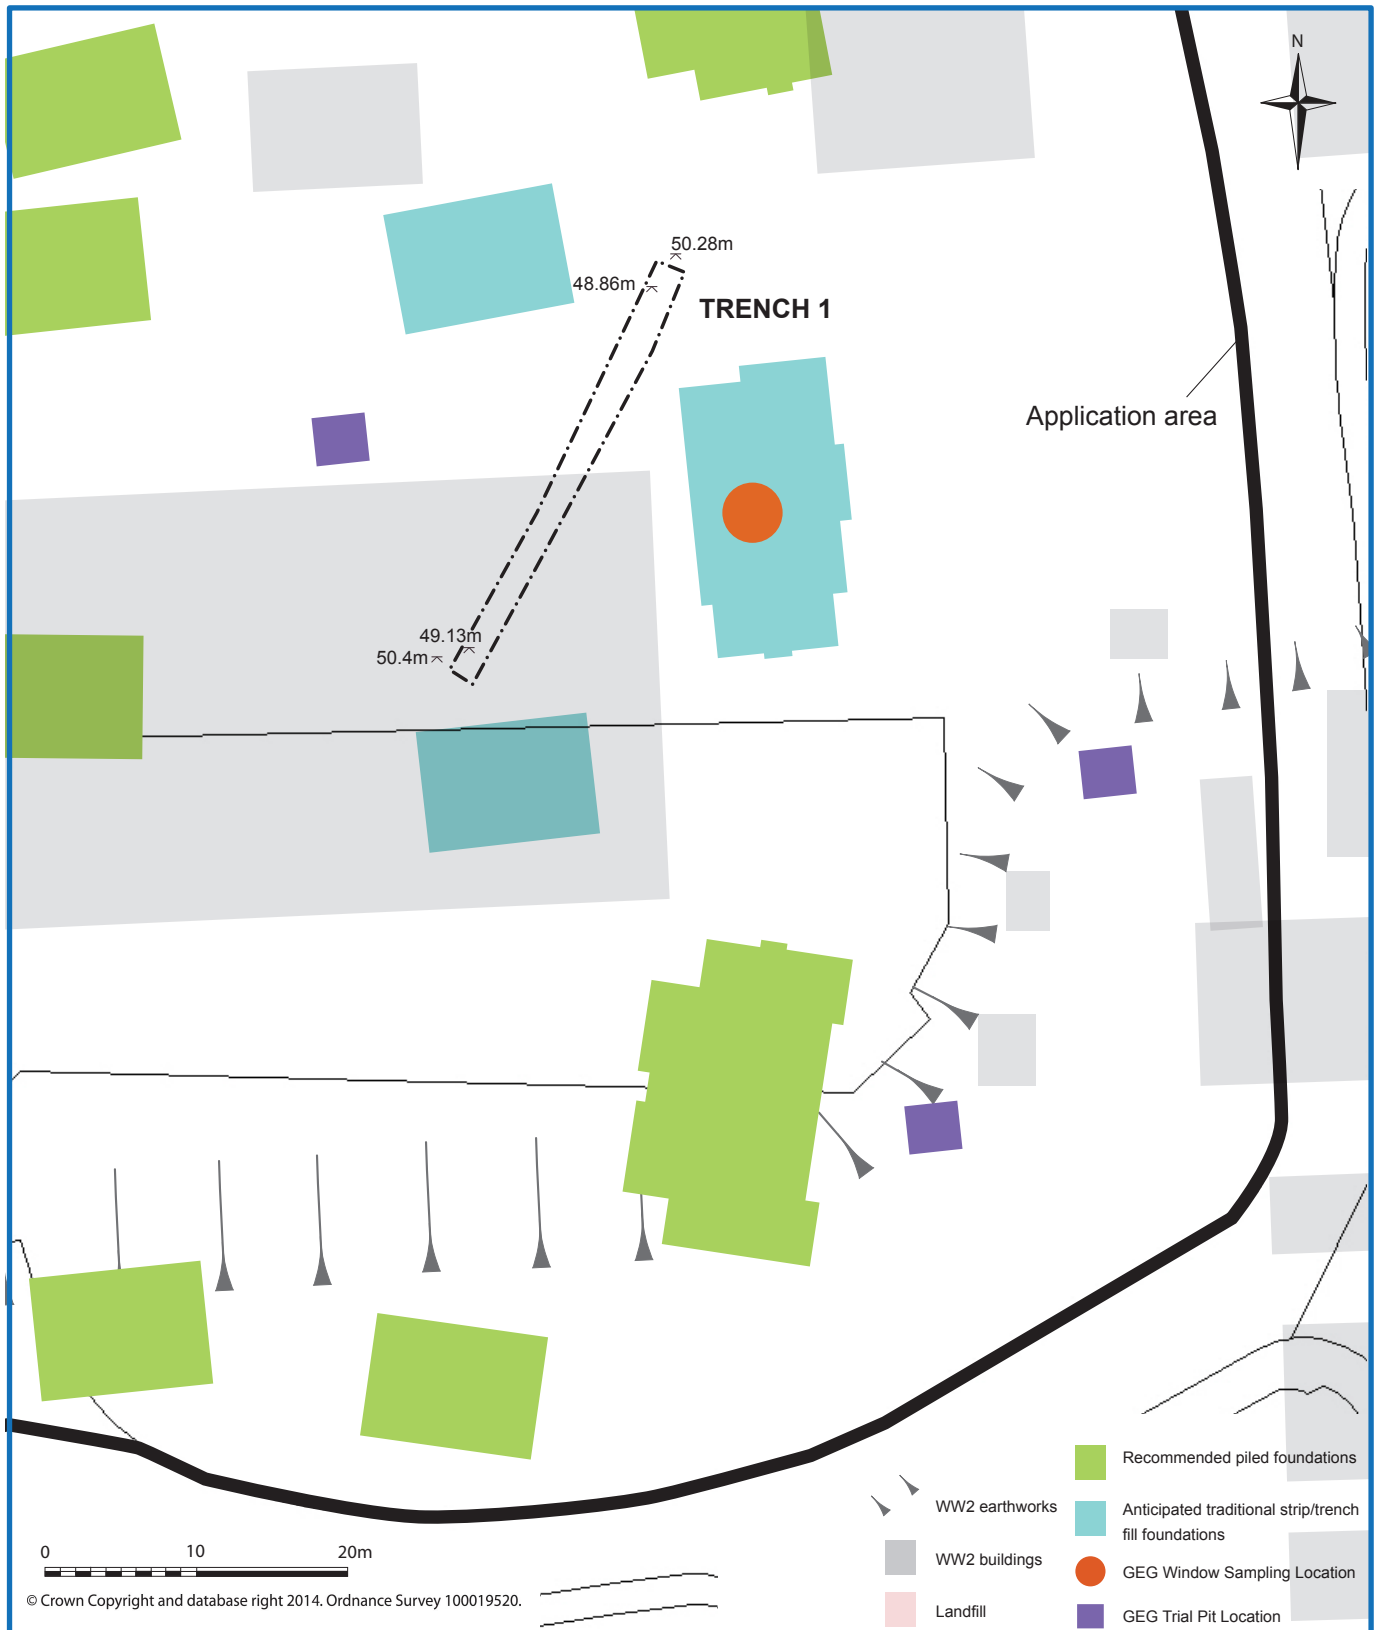 N
50.28m
48.86m
TRENCH 1
Application area
49.13m
50.4m
Recommended piled foundations
WW2 earthworks
Anticipated traditional strip/trench
fill foundations
WW2 buildings
GEG Window Sampling Location
Landfill
GEG Trial Pit Location
0 10 20m
© Crown Copyright and database right 2014. Ordnance Survey 100019520.